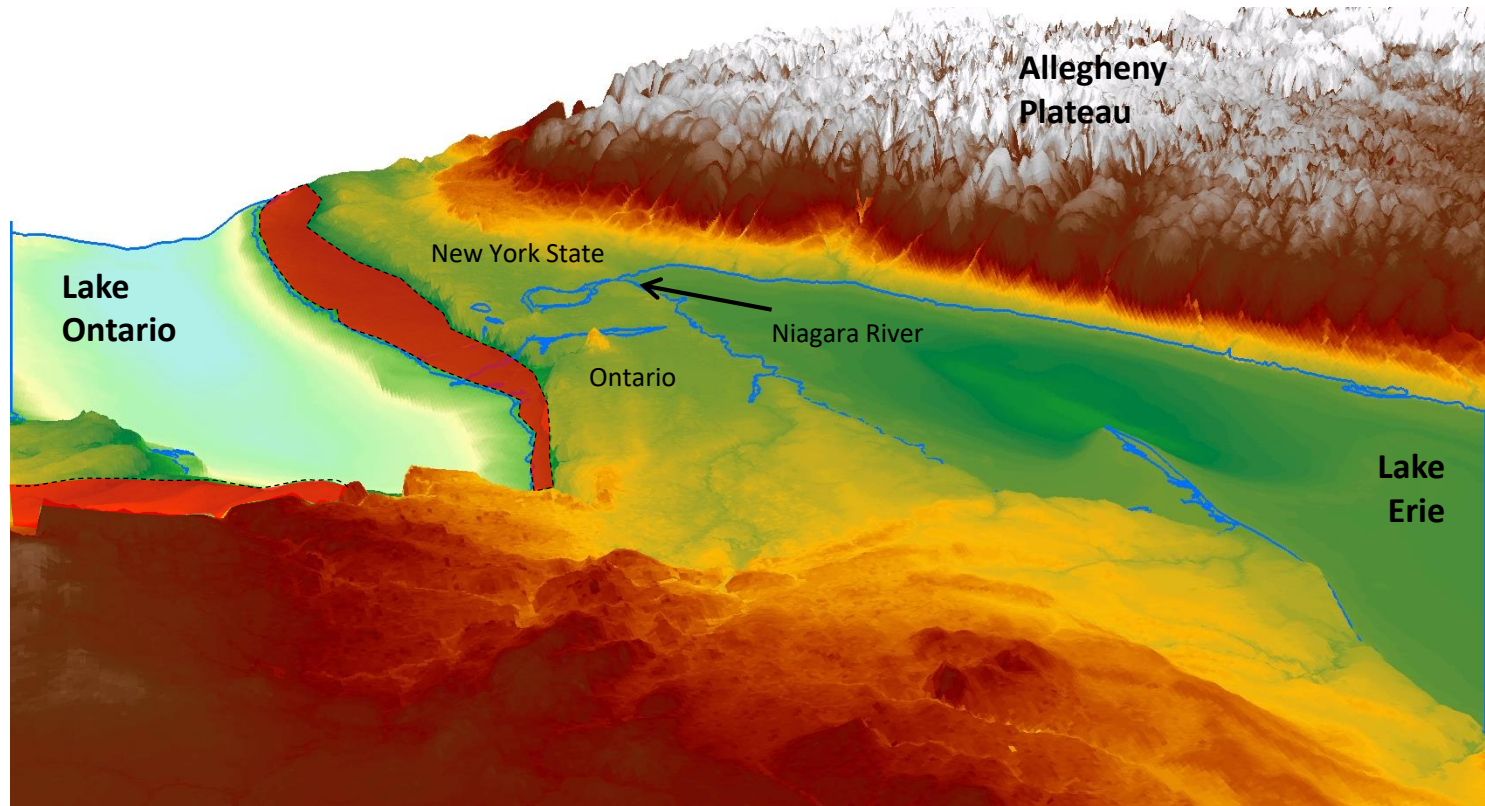 Allegheny
Plateau
New York State
Lake
Ontario
Niagara River
Ontario
Lake
Erie